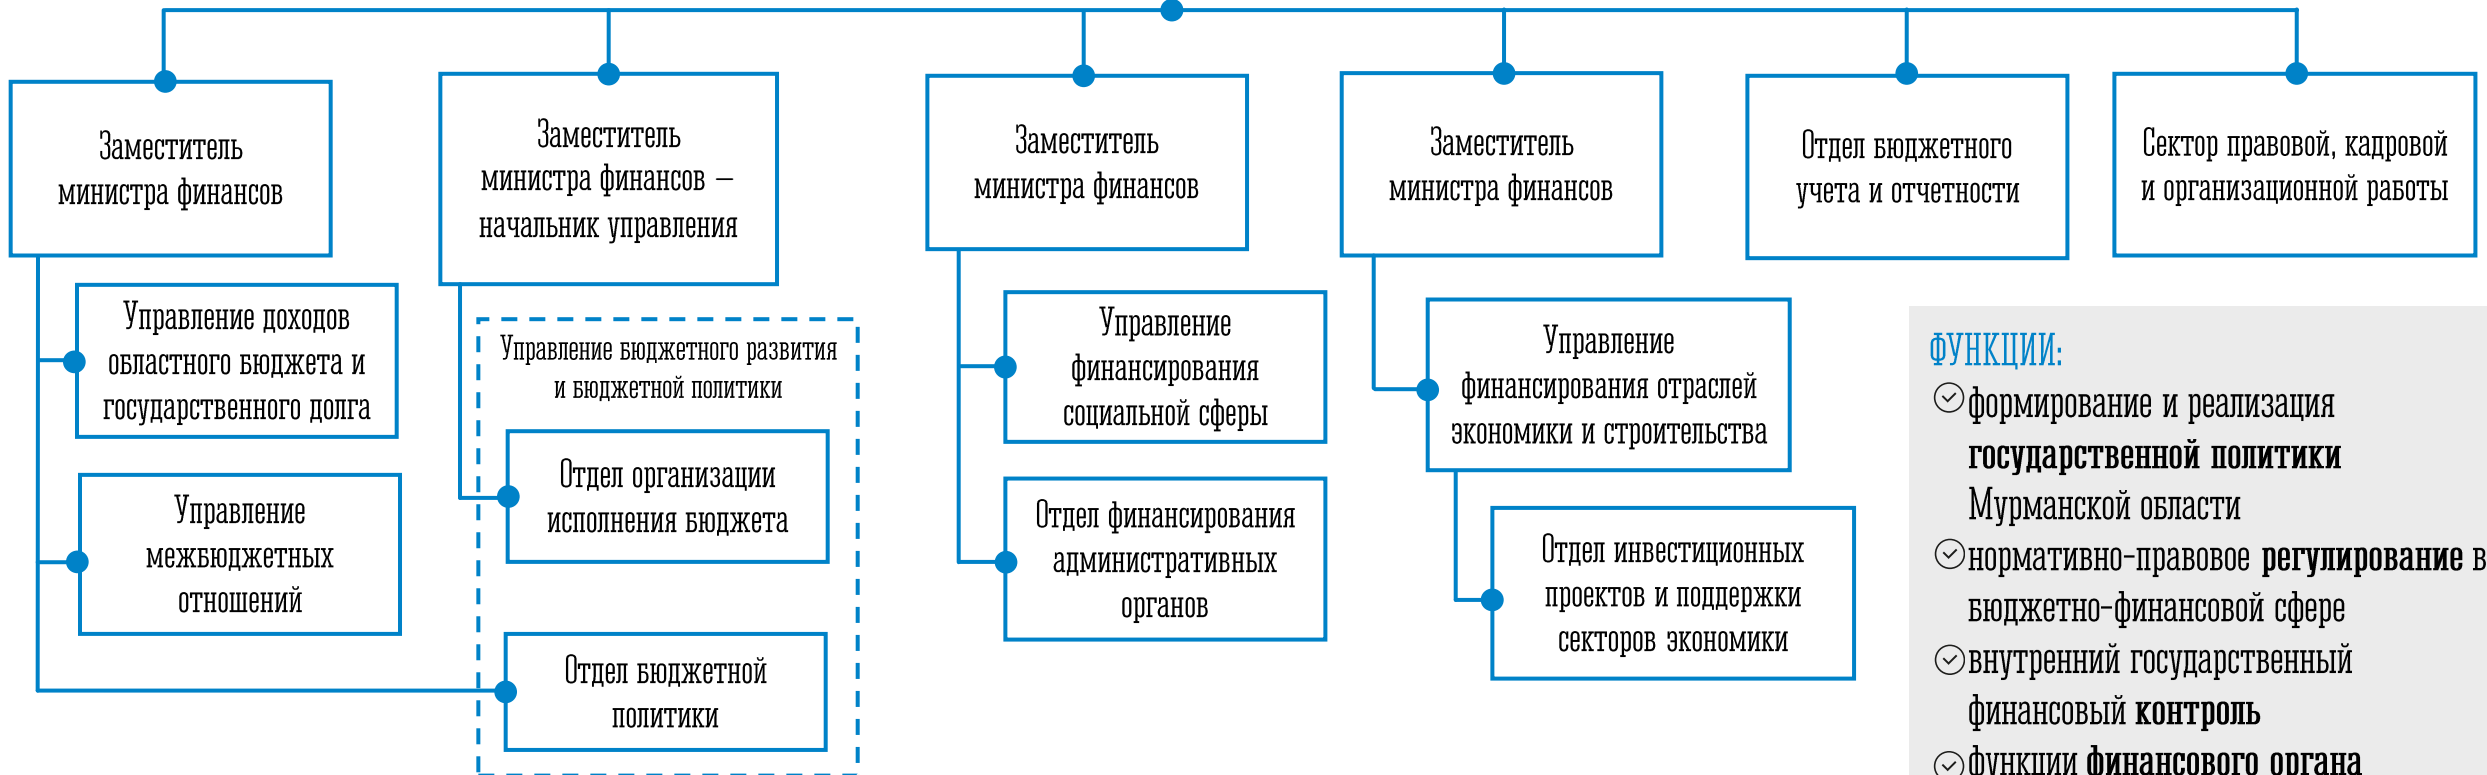 Заместитель
министра финансов
Заместитель
министра финансов –
начальник управления
Заместитель
министра финансов
Заместитель
министра финансов
Отдел бюджетного
учета и отчетности
Сектор правовой, кадровой
и организационной работы
Управление доходов
областного бюджета и
государственного долга
Управление
межбюджетных
отношений
Управление бюджетного развития
и бюджетной политики
Отдел организации
исполнения бюджета
Отдел бюджетной
политики
Управление
финансирования
социальной сферы
Отдел финансирования
административных
органов
Управление
финансирования отраслей
экономики и строительства
Отдел инвестиционных
проектов и поддержки
секторов экономики
ФУНКЦИИ:
формирование и реализация
государственной политики
Мурманской области
нормативно-правовое регулирование в
бюджетно-финансовой сфере
внутренний государственный
финансовый контроль
функции финансового органа